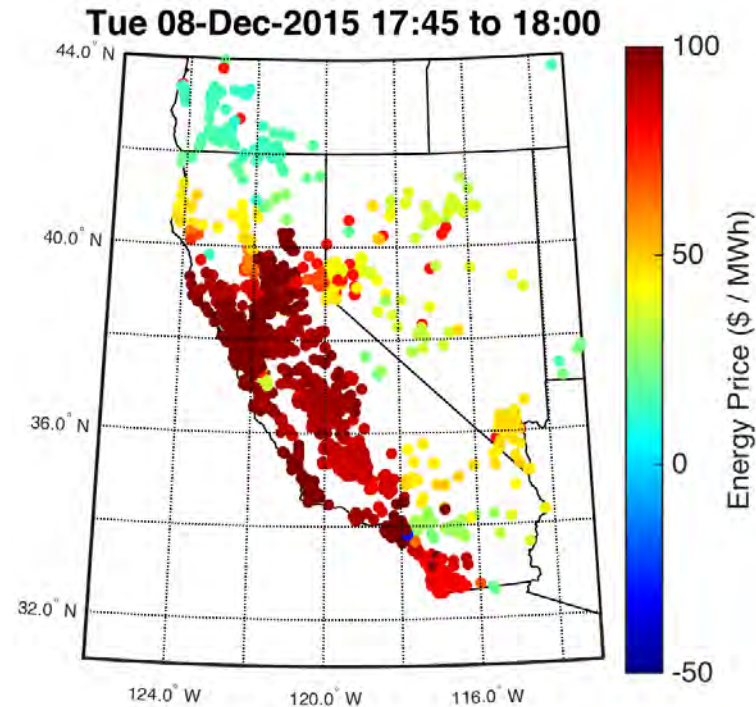 Tue 08-Dec-2015 17:45 to 18:00
44.0° N
40.0° N
36.0° N
32.0° N
124.0° W
120.0° W
116.0° W
100
50
0
-50
Energy Price ($ / MWh)